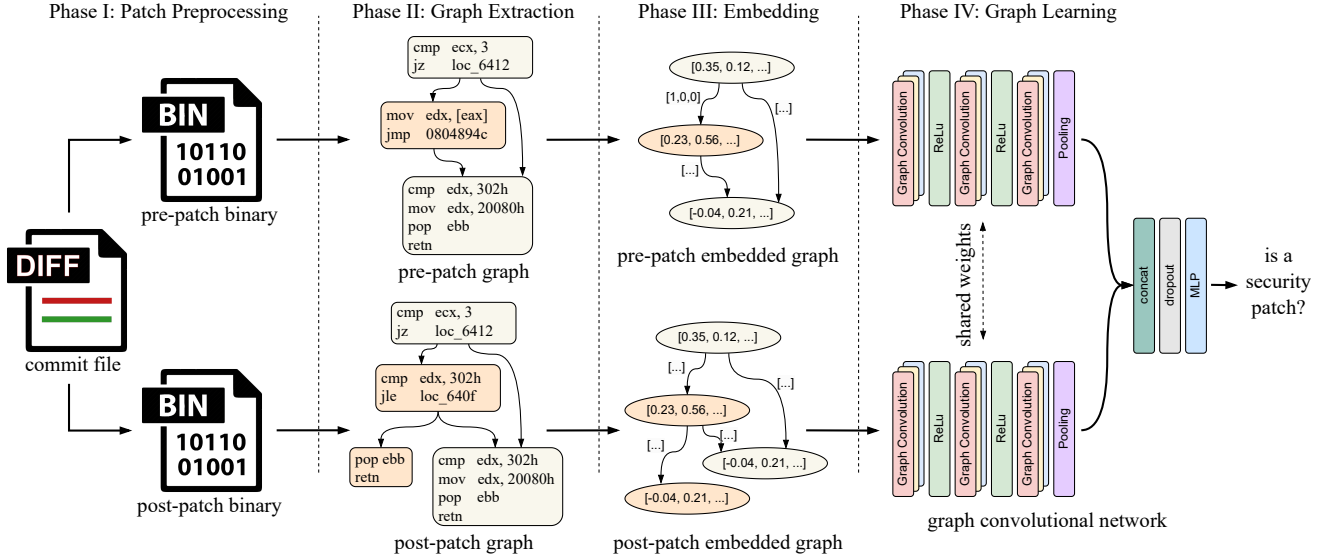 Phase I: Patch Preprocessing
Phase II: Graph Extraction
Phase III: Embedding
Phase IV: Graph Learning
DIFF
commit file
BIN
10110
01001
pre-patch binary
cmp ecx, 3
jz loc_6412
mov edx, [eax]
jmp 0804894c
cmp edx, 302h
mov edx, 20080h
pop ebb
retn
pre-patch graph
[0.35, 0.12, ...]
[1,0,0]
[...]
[0.23, 0.56, ...]
[...]
[-0.04, 0.21, ...]
pre-patch embedded graph
Graph Convolution
ReLu
Graph Convolution
ReLu
Graph Convolution
Pooling
BIN
10110
01001
post-patch binary
cmp ecx, 3
jz loc_6412
cmp edx, 302h
jle loc_640f
pop ebb
retn
cmp edx, 302h
mov edx, 20080h
pop ebb
retn
post-patch graph
[0.35, 0.12, ...]
[...]
[...]
[0.23, 0.56, ...]
[...]
[...]
[-0.04, 0.21, ...]
[-0.04, 0.21, ...]
post-patch embedded graph
shared weights
Graph Convolution
ReLu
Graph Convolution
ReLu
Graph Convolution
Pooling
graph convolutional network
concat
dropout
MLP
is a
security
patch?